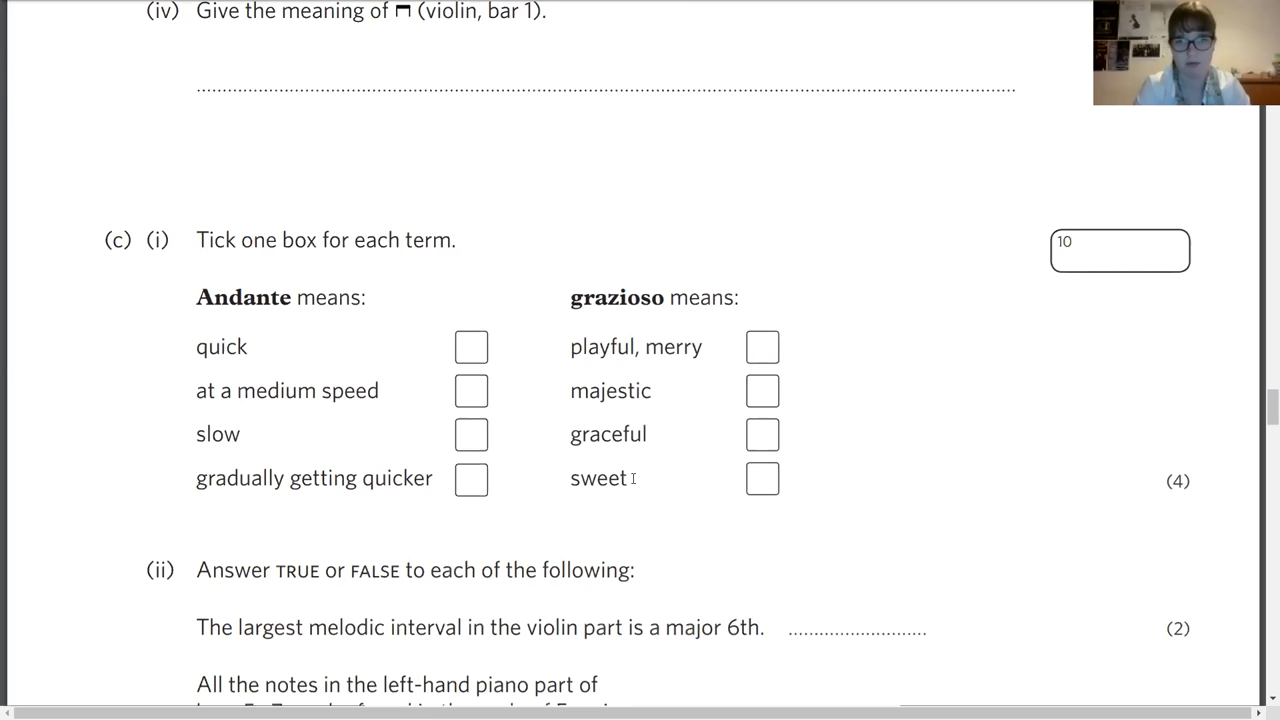 (iv) Give the meaning of (violin, bar 1).
(c) (i) Tick one box for each term.
10
Andante means: grazioso means:
quick playful, merry
at a medium speed majestic
slow graceful
gradually getting quicker sweet (4)
(ii) Answer TRUE or FALSE to each of the following:
The largest melodic interval in the violin part is a major 6th. .......................... (2)
All the notes in the left-hand piano part of